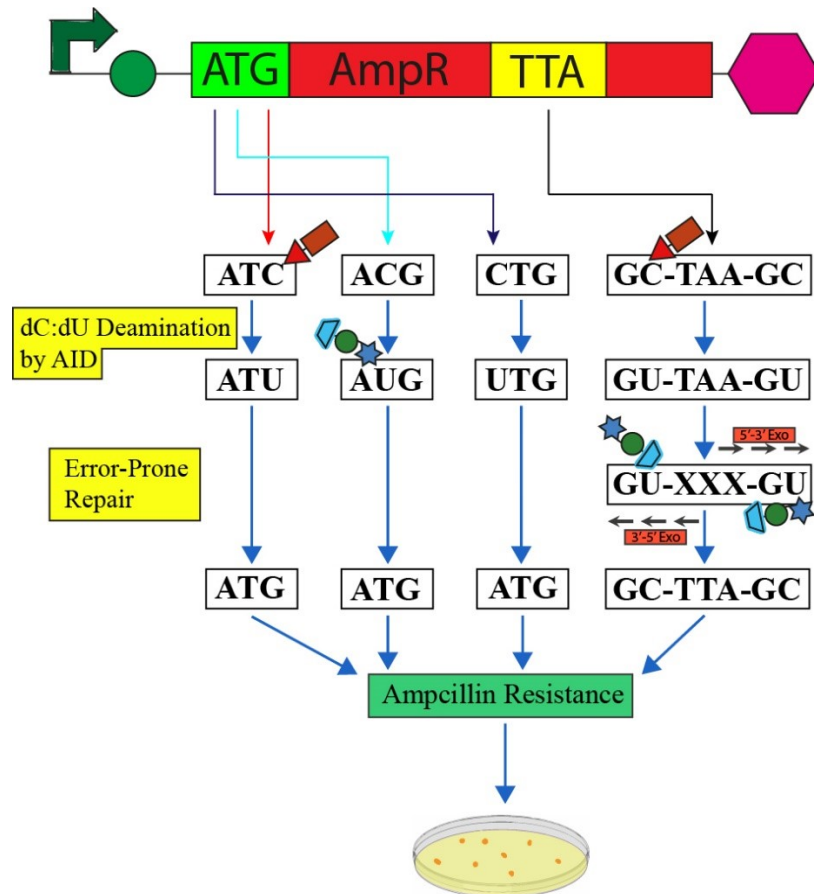 ATG AmpR TTA
ATC ACG CTG GC-TAA-GC
dC:dU Deamination
by AID
ATU AUG UTG GU-TAA-GU
5'-3' Exo
Error-Prone
Repair
GU-XXX-GU
3'-5' Exo
ATG ATG ATG GC-TTA-GC
Ampcillin Resistance